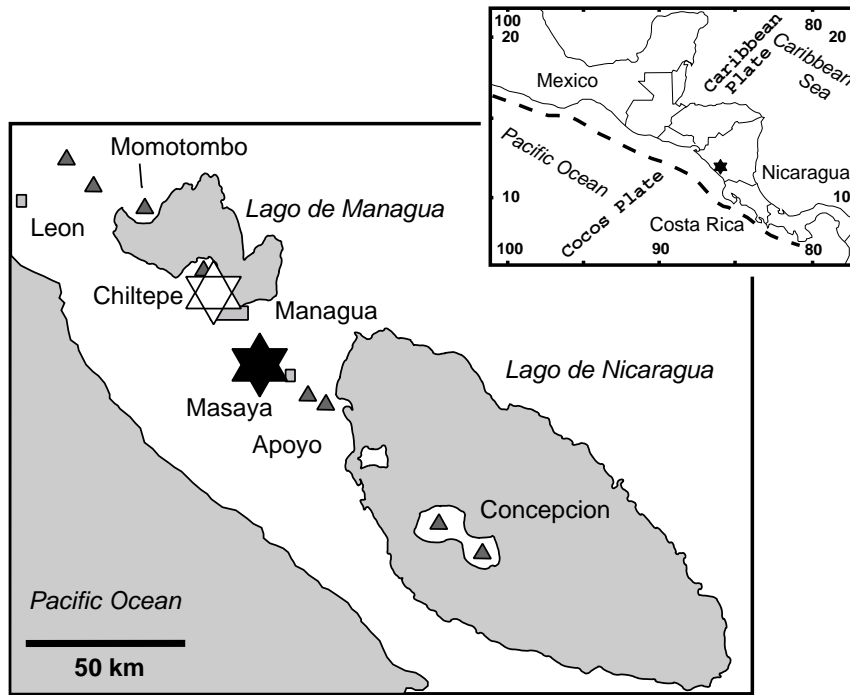 100
80
20
20
Caribbean
Plate
Caribbean
Sea
Mexico
Pacific Ocean
Nicaragua
10
10
Cocos Plate
Costa Rica
100
90
80
Momotombo
Leon
Lago de Managua
Chiltepe
Managua
Lago de Nicaragua
Masaya
Apoyo
Concepcion
Pacific Ocean
50 km